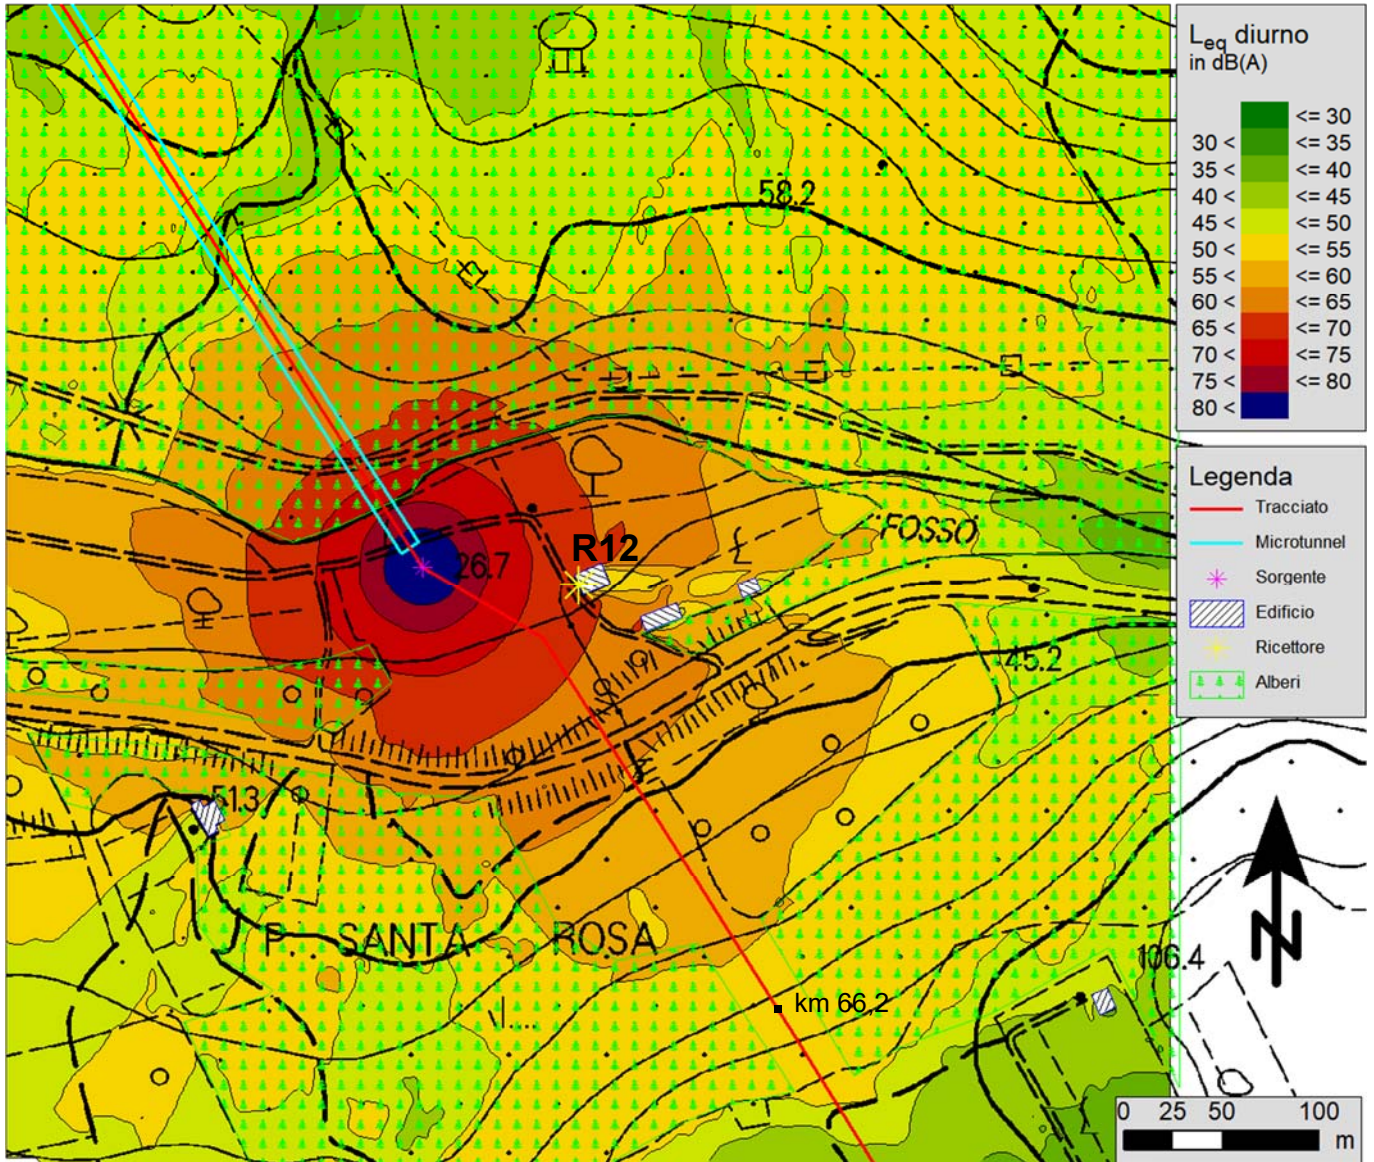 58.2
26.7
R12
£
FOSSO
45.2
51.3
F. SANTA ROSA
106.4
km 66,2
Leq diurno
in dB(A)
<= 30
30 < <= 35
35 < <= 40
40 < <= 45
45 < <= 50
50 < <= 55
55 < <= 60
60 < <= 65
65 < <= 70
70 < <= 75
75 < <= 80
80 <
Legenda
Tracciato
Microtunnel
Sorgente
Edificio
Ricettore
Alberi
N
0 25 50 100
m